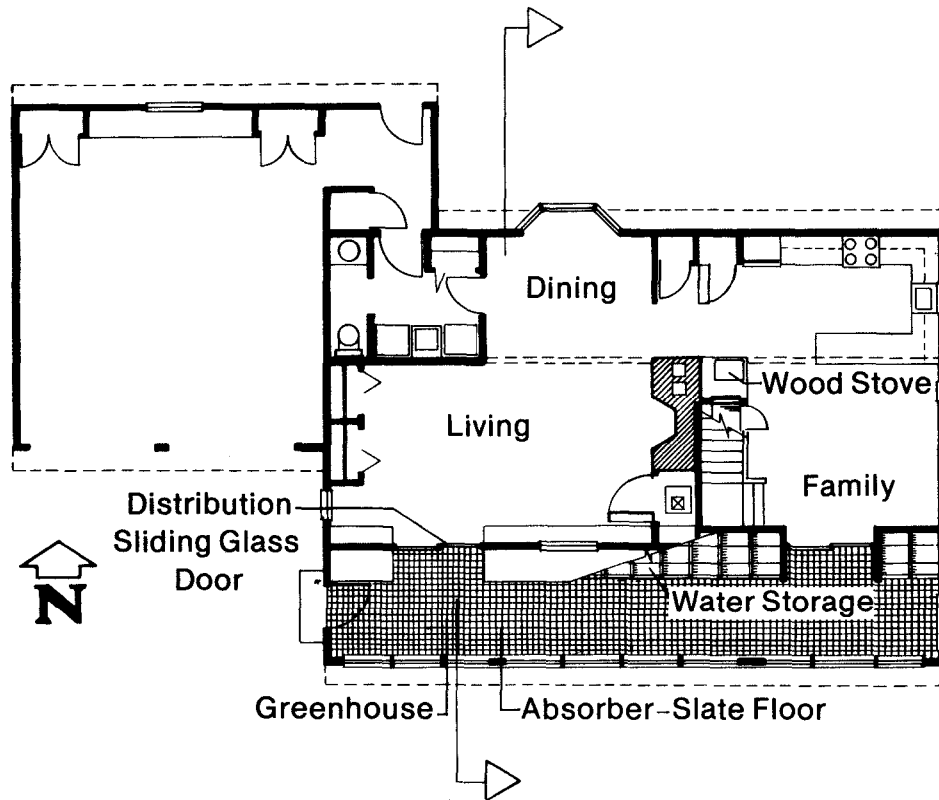 Dining
Wood Stove
Living
Family
Distribution
Sliding Glass
Door
N
Water Storage
Greenhouse
Absorber-Slate Floor